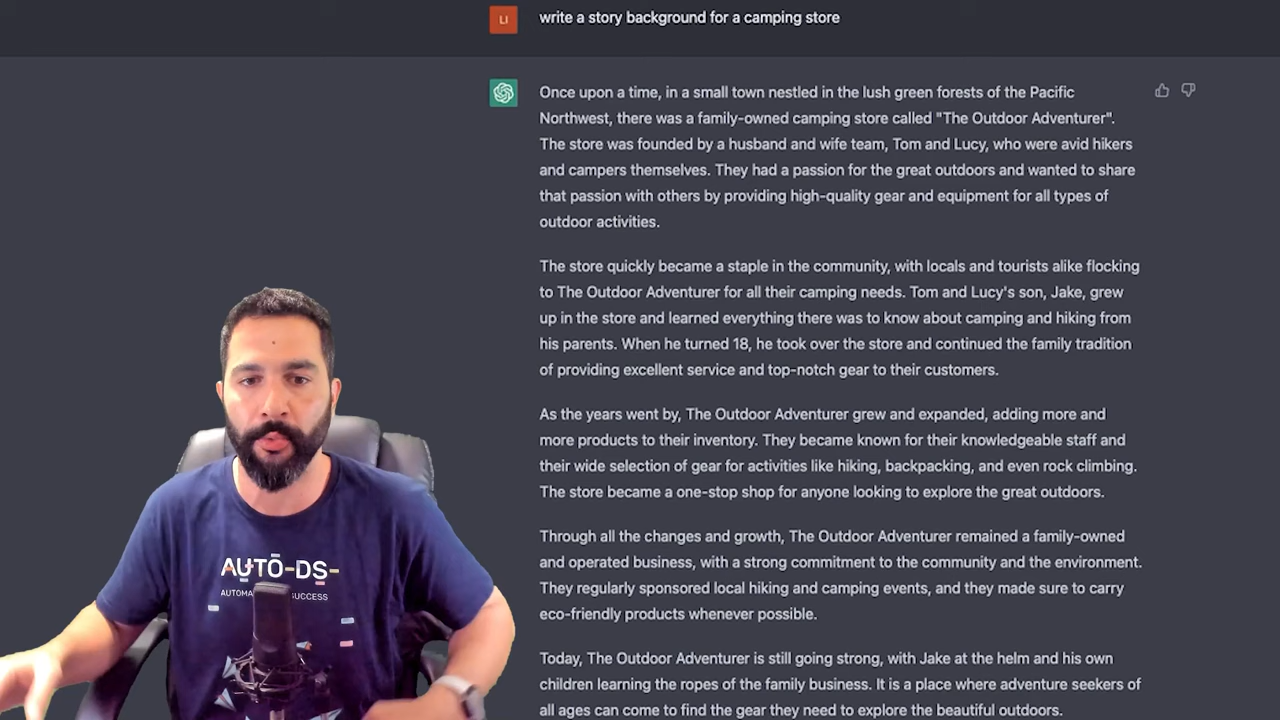 LI
write a story background for a camping store
Once upon a time, in a small town nestled in the lush green forests of the Pacific
Northwest, there was a family-owned camping store called "The Outdoor Adventurer".
The store was founded by a husband and wife team, Tom and Lucy, who were avid hikers
and campers themselves. They had a passion for the great outdoors and wanted to share
that passion with others by providing high-quality gear and equipment for all types of
outdoor activities.
The store quickly became a staple in the community, with locals and tourists alike flocking
to The Outdoor Adventurer for all their camping needs. Tom and Lucy's son, Jake, grew
up in the store and learned everything there was to know about camping and hiking from
his parents. When he turned 18, he took over the store and continued the family tradition
of providing excellent service and top-notch gear to their customers.
As the years went by, The Outdoor Adventurer grew and expanded, adding more and
more products to their inventory. They became known for their knowledgeable staff and
their wide selection of gear for activities like hiking, backpacking, and even rock climbing.
The store became a one-stop shop for anyone looking to explore the great outdoors.
Through all the changes and growth, The Outdoor Adventurer remained a family-owned
and operated business, with a strong commitment to the community and the environment.
They regularly sponsored local hiking and camping events, and they made sure to carry
eco-friendly products whenever possible.
Today, The Outdoor Adventurer is still going strong, with Jake at the helm and his own
children learning the ropes of the family business. It is a place where adventure seekers of
all ages can come to find the gear they need to explore the beautiful outdoors.
AUTO-DS-
SUCCESS